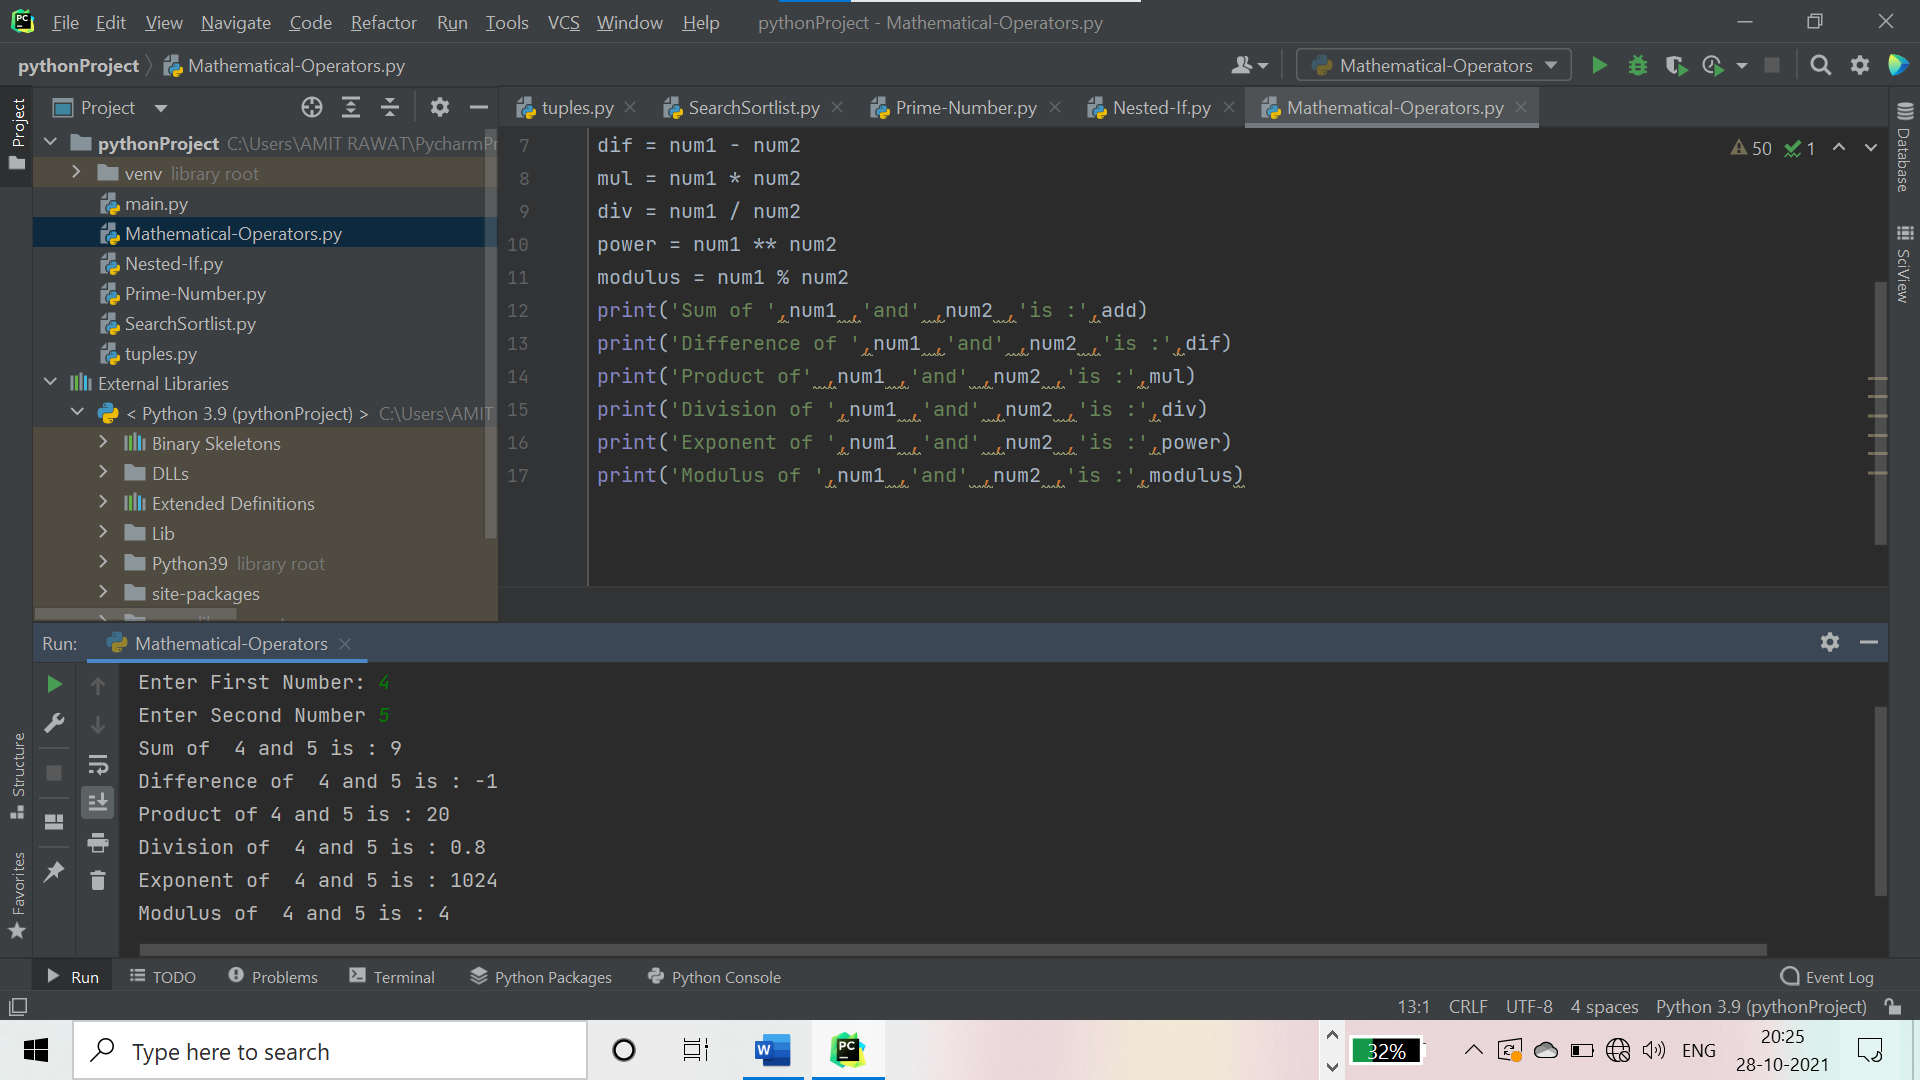 File Edit View Navigate Code Refactor Run Tools VCS Window Help pythonProject - Mathematical-Operators.py
pythonProject Mathematical-Operators.py Mathematical-Operators
Project
tuples.py SearchSortlist.py Prime-Number.py Nested-If.py Mathematical-Operators.py
Project
pythonProject C:\Users\AMIT RAWAT\PycharmPr
venv library root
main.py
Mathematical-Operators.py
Nested-If.py
Prime-Number.py
SearchSortlist.py
tuples.py
External Libraries
< Python 3.9 (pythonProject) > C:\Users\AMIT
Binary Skeletons
DLLs
Extended Definitions
Lib
Python39 library root
site-packages
50 1
7 dif = num1 - num2
8 mul = num1 * num2
9 div = num1 / num2
10 power = num1 ** num2
11 modulus = num1 % num2
12 print('Sum of ',num1 ,'and' ,num2 ,'is :',add)
13 print('Difference of ',num1 ,'and' ,num2 ,'is :',dif)
14 print('Product of' ,num1 ,'and' ,num2 ,'is :',mul)
15 print('Division of ',num1 ,'and' ,num2 ,'is :',div)
16 print('Exponent of ',num1 ,'and' ,num2 ,'is :',power)
17 print('Modulus of ',num1 ,'and' ,num2 ,'is :',modulus)
Database
SciView
Run: Mathematical-Operators
Enter First Number: 4
Enter Second Number 5
Sum of  4 and 5 is : 9
Difference of  4 and 5 is : -1
Product of 4 and 5 is : 20
Division of  4 and 5 is : 0.8
Exponent of  4 and 5 is : 1024
Modulus of  4 and 5 is : 4
Structure
Favorites
Run TODO Problems Terminal Python Packages Python Console Event Log
13:1 CRLF UTF-8 4 spaces Python 3.9 (pythonProject)
Type here to search
32%
ENG
20:25
28-10-2021